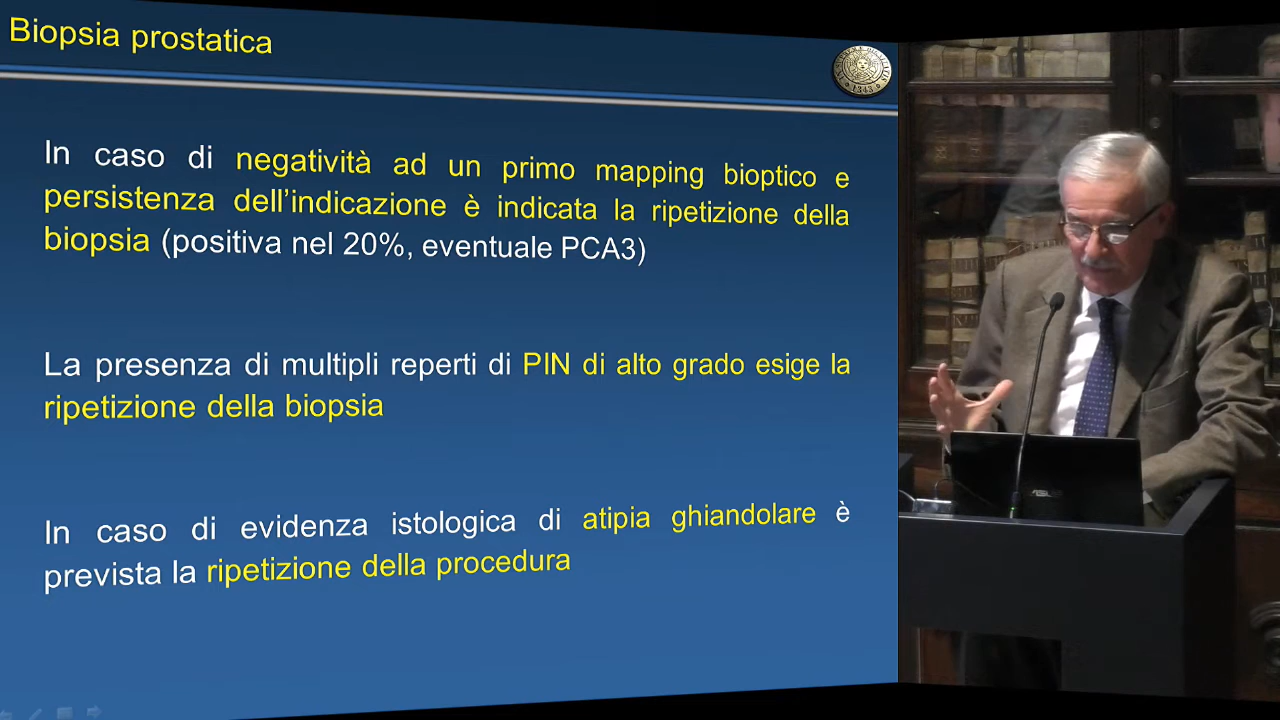 Biopsia prostatica
In caso di negatività ad un primo mapping bioptico e
persistenza dell'indicazione è indicata la ripetizione della
biopsia (positiva nel 20%, eventuale PCA3)
La presenza di multipli reperti di PIN di alto grado esige la
ripetizione della biopsia
In caso di evidenza istologica di atipia ghiandolare è
prevista la ripetizione della procedura
1343
ASUS